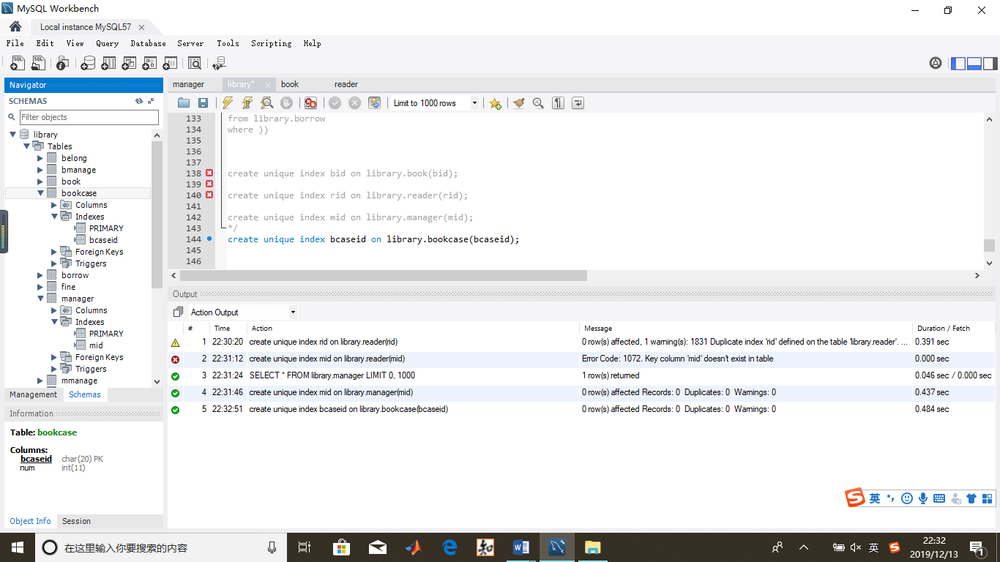 MySQL Workbench
Local instance MySQL57
File Edit View Query Database Server Tools Scripting Help
Navigator
SCHEMAS
Filter objects
library
Tables
belong
bmanage
book
bookcase
Columns
Indexes
PRIMARY
bcaseid
Foreign Keys
Triggers
borrow
fine
manager
Columns
Indexes
PRIMARY
mid
Foreign Keys
Triggers
mmanage
Management Schemas
Information
Table: bookcase
Columns:
bcaseid char(20) PK
num int(11)
Object Info Session
manager library* book reader
Limit to 1000 rows
133 from library.borrow
134 where ))
135
136
137
138 create unique index bid on library.book(bid);
139
140 create unique index rid on library.reader(rid);
141
142 create unique index mid on library.manager(mid);
143 */
144 create unique index bcaseid on library.bookcase(bcaseid);
145
146
Output
Action Output
# Time Action Message Duration / Fetch
1 22:30:20 create unique index rid on library.reader(rid) 0 row(s) affected, 1 warning(s): 1831 Duplicate index 'rid' defined on the table 'library.reader'. ... 0.391 sec
2 22:31:12 create unique index mid on library.reader(mid) Error Code: 1072. Key column 'mid' doesn't exist in table 0.000 sec
3 22:31:24 SELECT * FROM library.manager LIMIT 0, 1000 1 row(s) returned 0.046 sec / 0.000 sec
4 22:31:46 create unique index mid on library.manager(mid) 0 row(s) affected Records: 0 Duplicates: 0 Warnings: 0 0.437 sec
5 22:32:51 create unique index bcaseid on library.bookcase(bcaseid) 0 row(s) affected Records: 0 Duplicates: 0 Warnings: 0 0.484 sec
英
在这里输入你要搜索的内容
英
22:32
2019/12/13
1